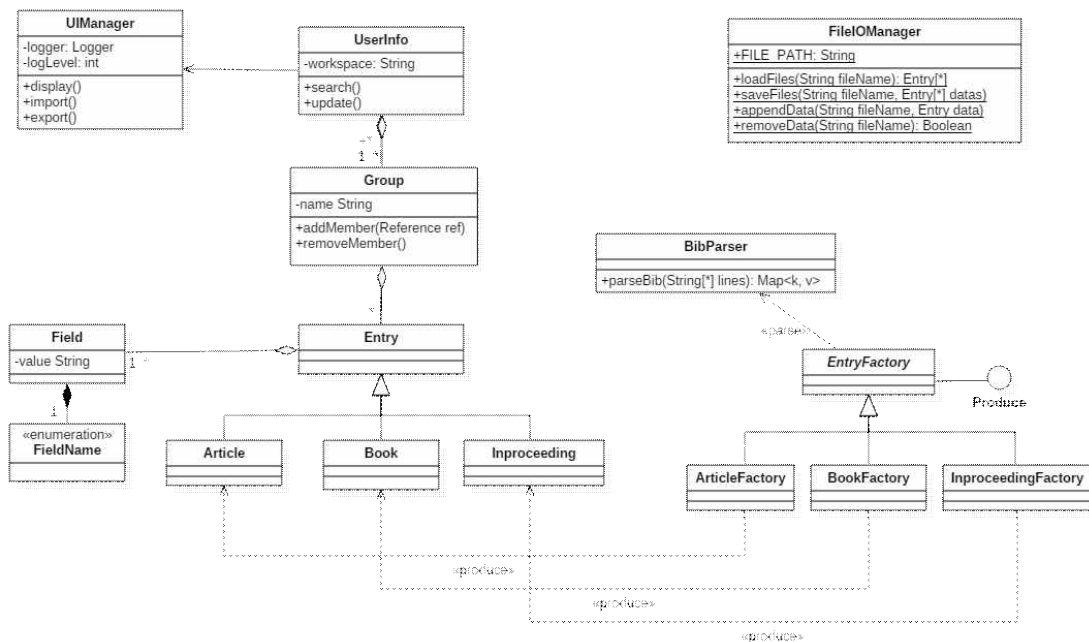 UIManager
-logger: Logger
-logLevel: int
+display()
+import()
+export()
UserInfo
-workspace: String
+search()
+update()
FileIOManager
+FILE_PATH: String
+loadFiles(String fileName): Entry[*]
+saveFiles(String fileName, Entry[*] datas)
+appendData(String fileName, Entry data)
+removeData(String fileName): Boolean
Group
-name String
+addMember(Reference ref)
+removeMember()
BibParser
+parseBib(String[*] lines): Map<k, v>
«parse»
Field
-value String
1
Entry
EntryFactory
Produce
1
«enumeration»
FieldName
Article
Book
Inproceeding
ArticleFactory
BookFactory
InproceedingFactory
«produce»
«produce»
«produce»